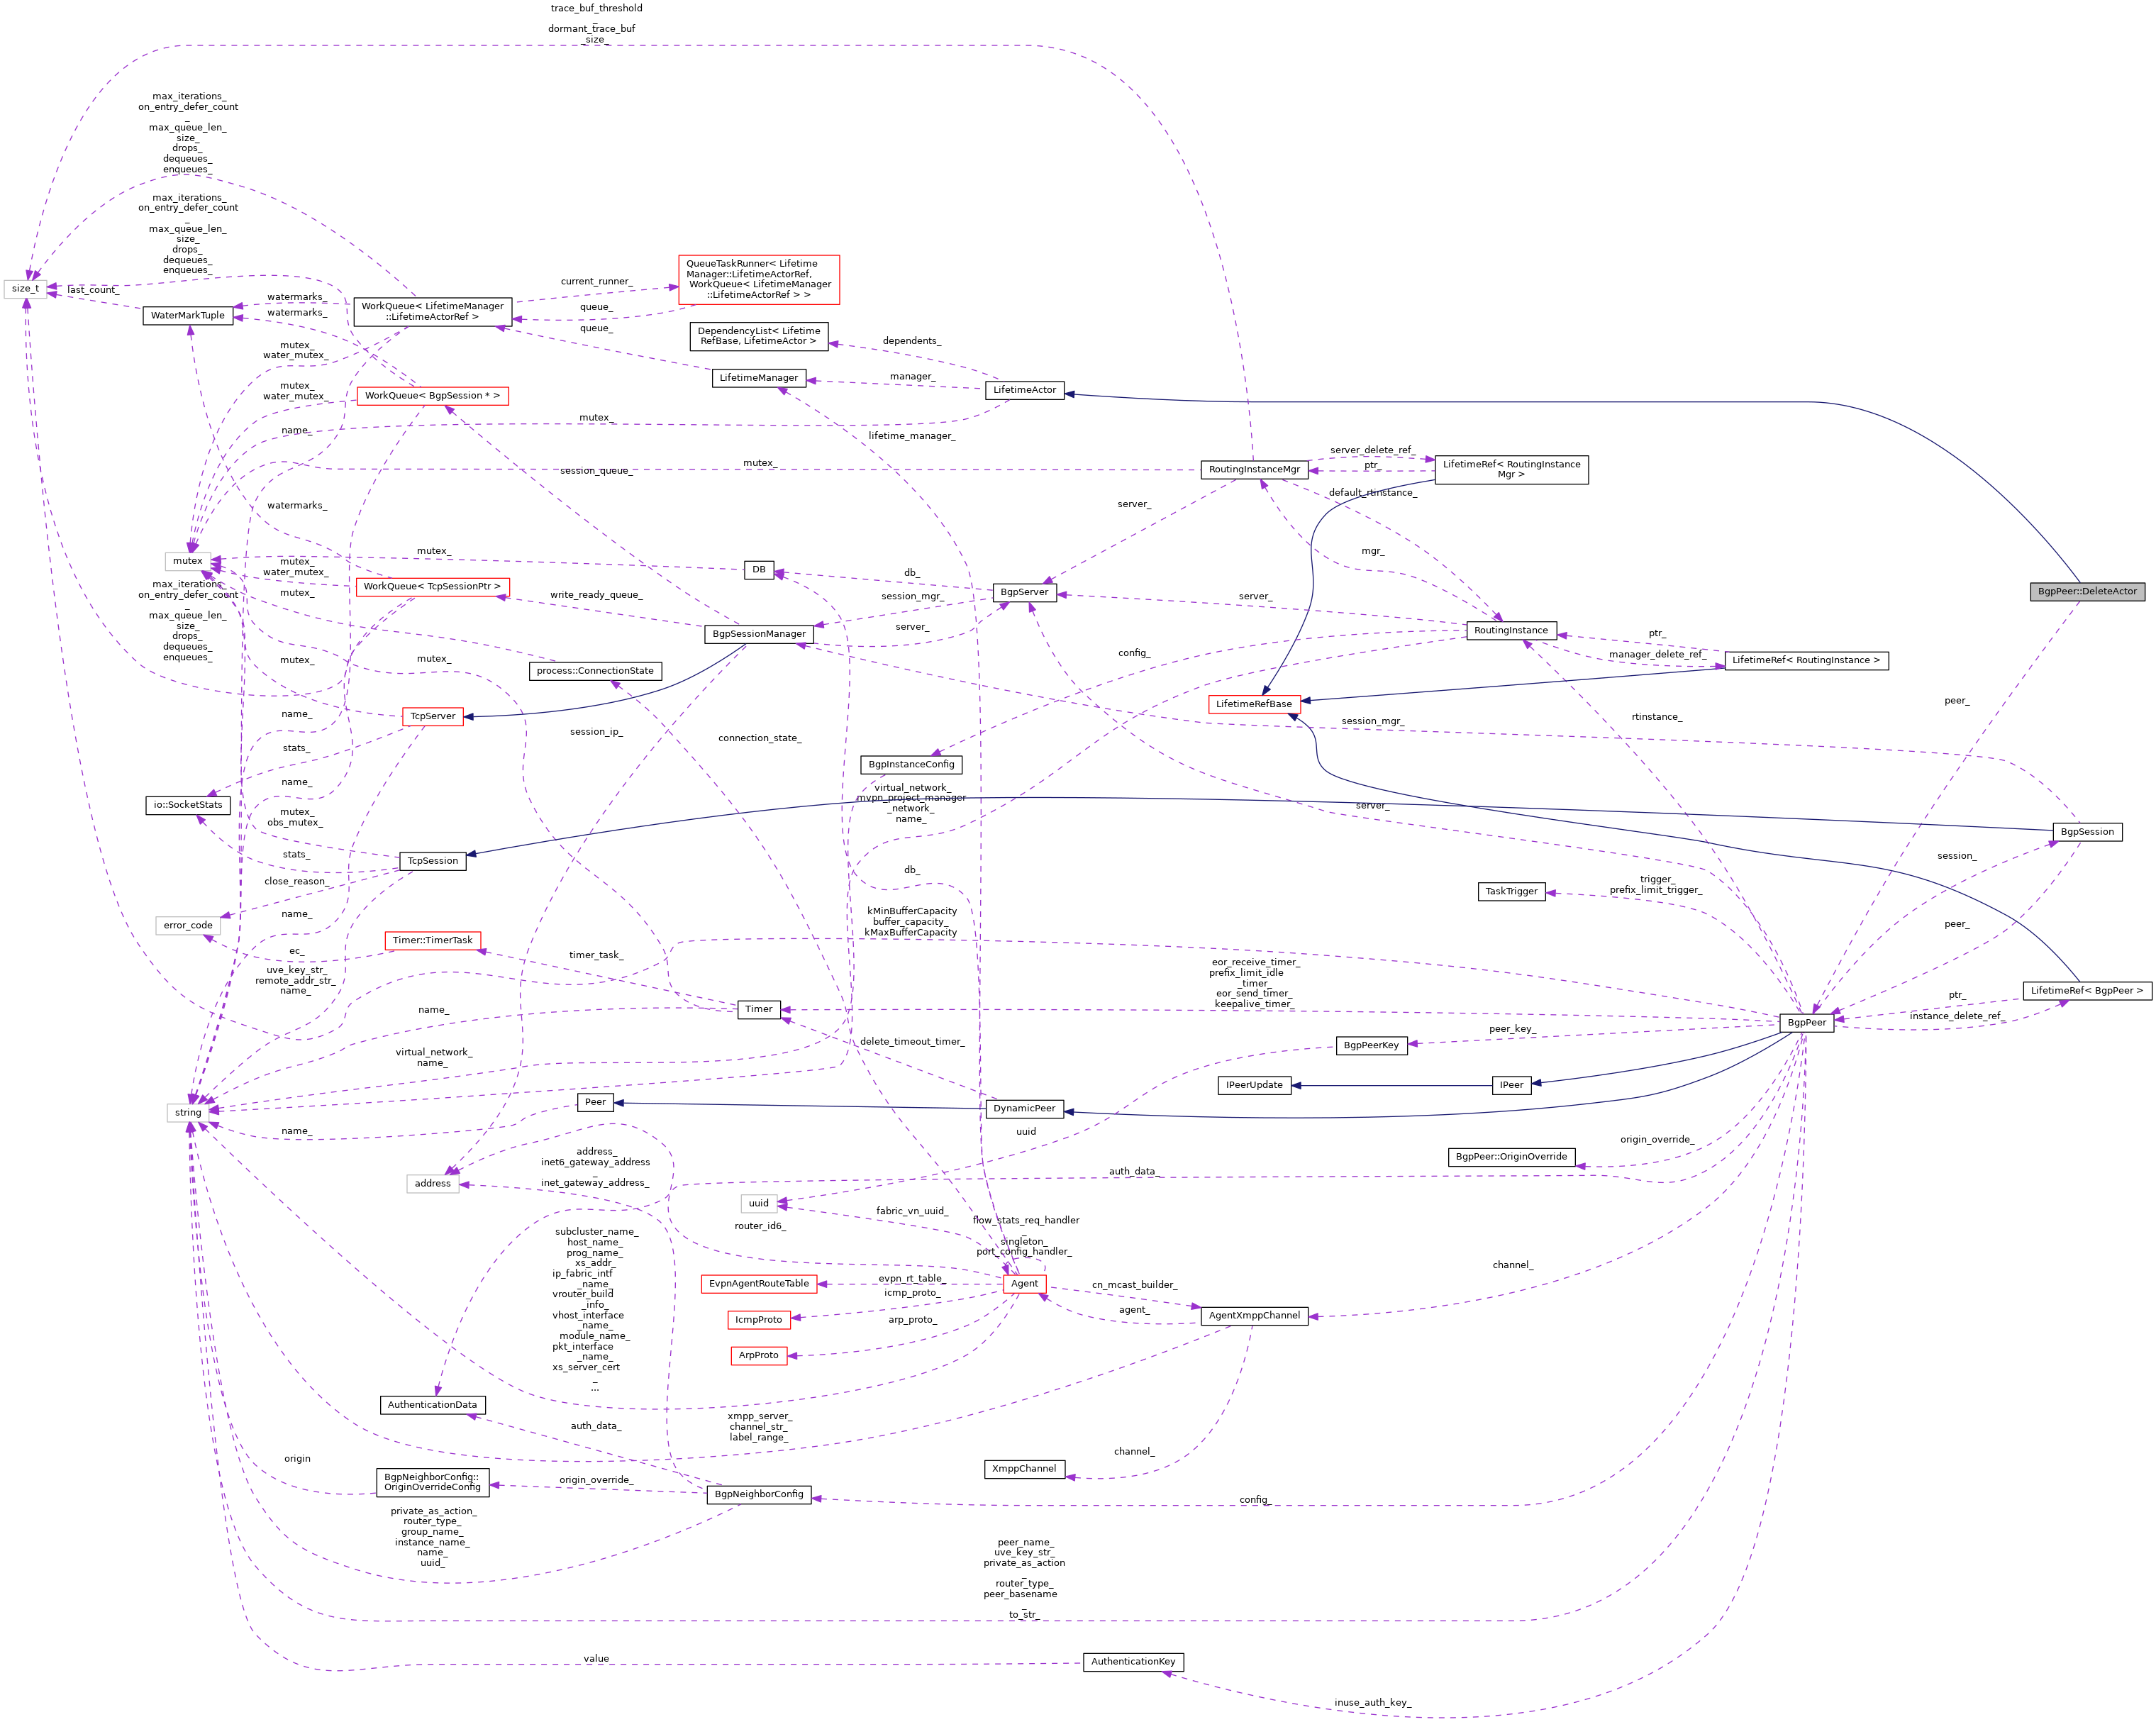 trace_buf_threshold
_
dormant_trace_buf
_size_
max_iterations_
on_entry_defer_count
_
max_queue_len_
size_
drops_
dequeues_
enqueues_
max_iterations_
on_entry_defer_count
_
max_queue_len_
size_
drops_
dequeues_
enqueues_
size_t
last_count_
WaterMarkTuple
watermarks_
watermarks_
WorkQueue< LifetimeManager
::LifetimeActorRef >
current_runner_
queue_
queue_
QueueTaskRunner< Lifetime
Manager::LifetimeActorRef,
WorkQueue< LifetimeManager
::LifetimeActorRef > >
DependencyList< Lifetime
RefBase, LifetimeActor >
dependents_
LifetimeManager
manager_
LifetimeActor
mutex_
water_mutex_
WorkQueue< BgpSession * >
mutex_
water_mutex_
name_
mutex_
lifetime_manager_
session_queue_
mutex_
RoutingInstanceMgr
server_delete_ref_
ptr_
LifetimeRef< RoutingInstance
Mgr >
default_rtinstance_
watermarks_
server_
mgr_
mutex
mutex_
mutex_
water_mutex_
WorkQueue< TcpSessionPtr >
DB
db_
BgpServer
BgpPeer::DeleteActor
max_iterations_
on_entry_defer_count
_
max_queue_len_
size_
drops_
dequeues_
enqueues_
mutex_
write_ready_queue_
session_mgr_
server_
BgpSessionManager
server_
RoutingInstance
ptr_
manager_delete_ref_
LifetimeRef< RoutingInstance >
mutex_
mutex_
process::ConnectionState
config_
LifetimeRefBase
peer_
name_
TcpServer
session_ip_
connection_state_
session_mgr_
rtinstance_
stats_
BgpInstanceConfig
name_
io::SocketStats
virtual_network_
mvpn_project_manager
_network_
name_
server_
mutex_
obs_mutex_
BgpSession
stats_
TcpSession
session_
close_reason_
db_
TaskTrigger
trigger_
prefix_limit_trigger_
error_code
name_
kMinBufferCapacity
buffer_capacity_
kMaxBufferCapacity
peer_
Timer::TimerTask
ec_
timer_task_
eor_receive_timer_
prefix_limit_idle
_timer_
eor_send_timer_
keepalive_timer_
uve_key_str_
remote_addr_str_
name_
LifetimeRef< BgpPeer >
ptr_
instance_delete_ref_
name_
Timer
BgpPeer
delete_timeout_timer_
peer_key_
BgpPeerKey
virtual_network_
name_
IPeerUpdate
IPeer
string
Peer
DynamicPeer
name_
uuid
origin_override_
BgpPeer::OriginOverride
address_
inet6_gateway_address
_
inet_gateway_address_
address
auth_data_
uuid
fabric_vn_uuid_
router_id6_
flow_stats_req_handler
_
singleton_
port_config_handler_
subcluster_name_
host_name_
prog_name_
xs_addr_
ip_fabric_intf
_name_
vrouter_build
_info_
vhost_interface
_name_
module_name_
pkt_interface
_name_
xs_server_cert
_
...
EvpnAgentRouteTable
evpn_rt_table_
Agent
cn_mcast_builder_
channel_
icmp_proto_
IcmpProto
agent_
AgentXmppChannel
arp_proto_
ArpProto
AuthenticationData
auth_data_
xmpp_server_
channel_str_
label_range_
origin
channel_
XmppChannel
BgpNeighborConfig::
OriginOverrideConfig
origin_override_
BgpNeighborConfig
config_
private_as_action_
router_type_
group_name_
instance_name_
name_
uuid_
peer_name_
uve_key_str_
private_as_action
_
router_type_
peer_basename
_
to_str_
value
AuthenticationKey
inuse_auth_key_